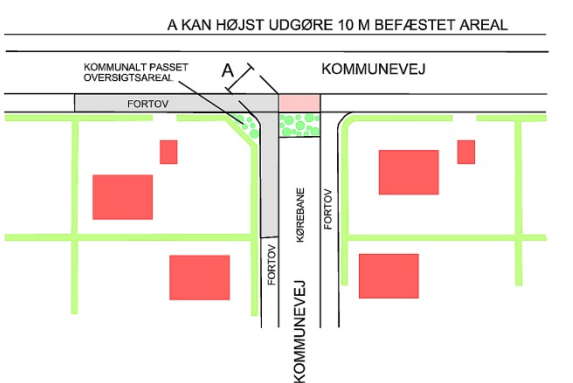 A KAN HØJST UDGØRE 10 M BEFÆSTET AREAL
KOMMUNALT PASSET
OVERSIGTSAREAL
A
KOMMUNEVEJ
FORTOV
KØREBANE
FORTOV
FORTOV
KOMMUNEVEJ